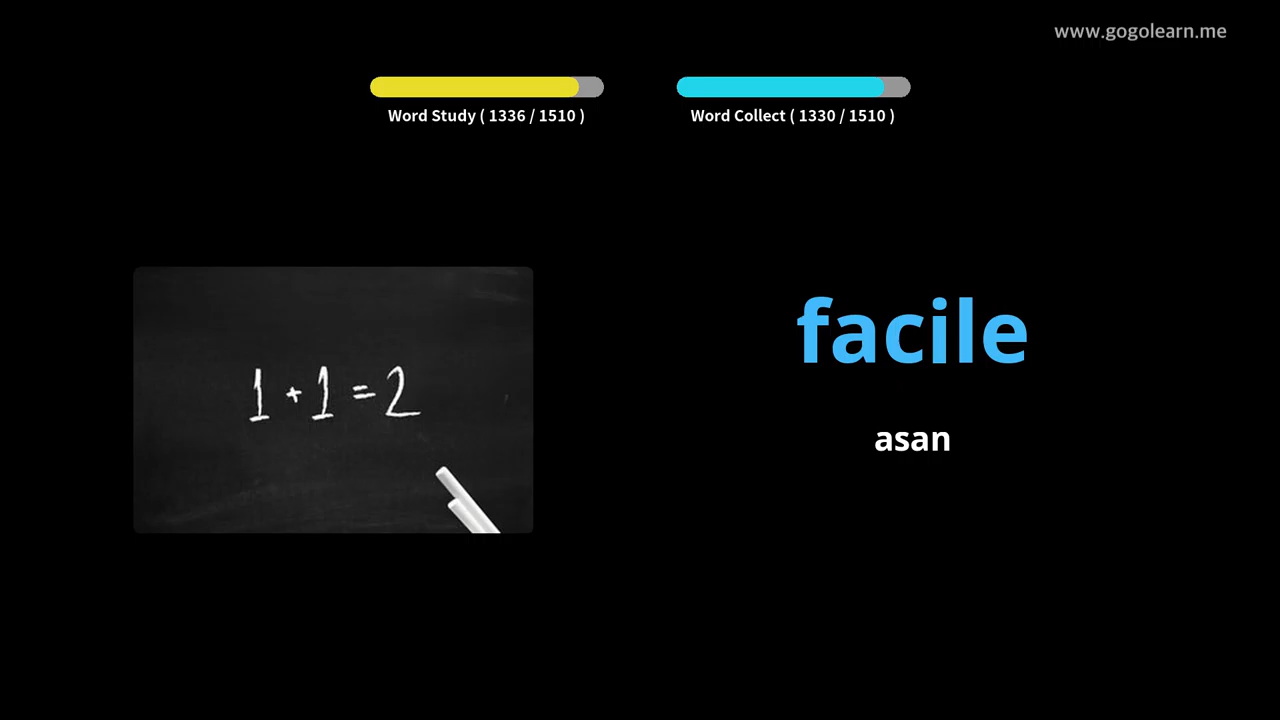 www.gogolearn.me
Word Study ( 1336 / 1510 )
Word Collect ( 1330 / 1510 )
1 + 1 = 2
facile
asan